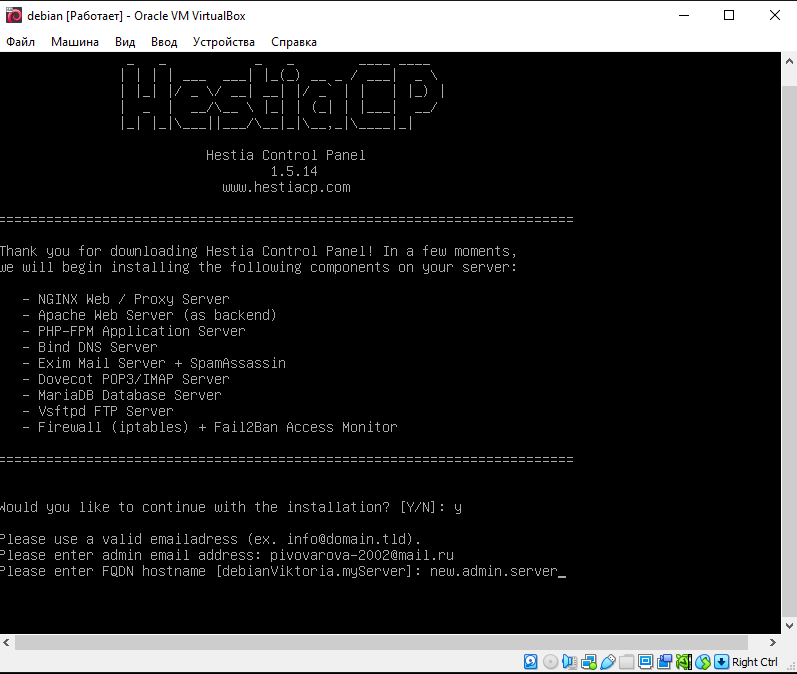 debian [Работает] - Oracle VM VirtualBox
Файл Машина Вид Ввод Устройства Справка
HestiaCP
Hestia Control Panel
1.5.14
www.hestiacp.com
========================================================================
Thank you for downloading Hestia Control Panel! In a few moments,
we will begin installing the following components on your server:
- NGINX Web / Proxy Server
- Apache Web Server (as backend)
- PHP-FPM Application Server
- Bind DNS Server
- Exim Mail Server + SpamAssassin
- Dovecot POP3/IMAP Server
- MariaDB Database Server
- Vsftpd FTP Server
- Firewall (iptables) + Fail2Ban Access Monitor
========================================================================
Would you like to continue with the installation? [Y/N]: y
Please use a valid emailadress (ex. info@domain.tld).
Please enter admin email address: pivovarova-2002@mail.ru
Please enter FQDN hostname [debianViktoria.myServer]: new.admin.server_
Right Ctrl